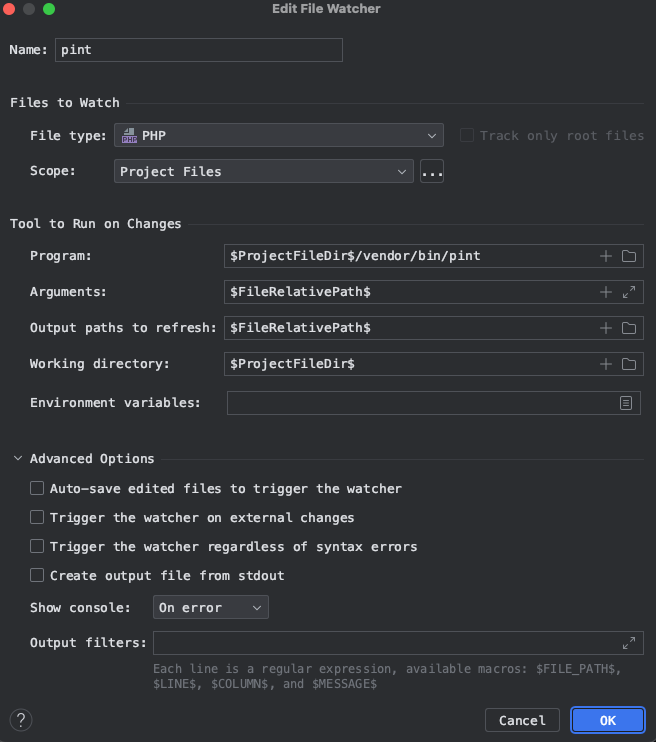 Edit File Watcher
Name: pint
Files to Watch
File type: PHP Track only root files
Scope: Project Files ...
Tool to Run on Changes
Program: $ProjectFileDir$/vendor/bin/pint
Arguments: $FileRelativePath$
Output paths to refresh: $FileRelativePath$
Working directory: $ProjectFileDir$
Environment variables:
Advanced Options
Auto-save edited files to trigger the watcher
Trigger the watcher on external changes
Trigger the watcher regardless of syntax errors
Create output file from stdout
Show console: On error
Output filters:
Each line is a regular expression, available macros: $FILE_PATH$,
$LINE$, $COLUMN$, and $MESSAGE$
? Cancel OK